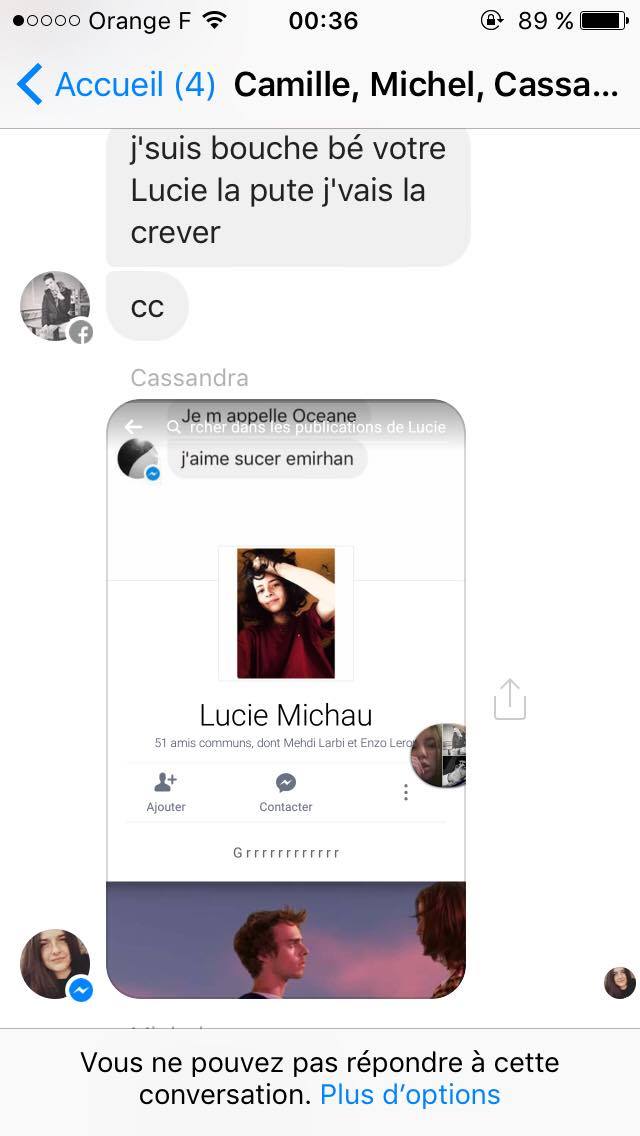 Orange F 00:36 89 %
Accueil (4) Camille, Michel, Cassa...
j'suis bouche bé votre
Lucie la pute j'vais la
crever
cc
Cassandra
Je m appelle Oceane
rcher dans les publications de Lucie
j'aime sucer emirhan
Lucie Michau
51 amis communs, dont Mehdi Larbi et Enzo Leroy
Ajouter Contacter
Grrrrrrrrrrrr
Vous ne pouvez pas répondre à cette
conversation. Plus d'options